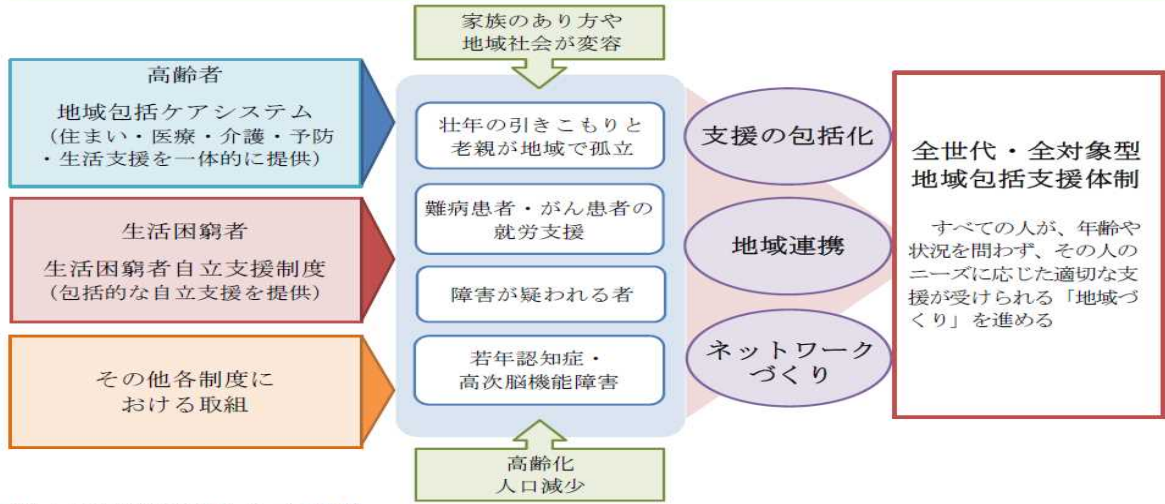 家族のあり方や
地域社会が変容
高齢者
地域包括ケアシステム
（住まい・医療・介護・予防
・生活支援を一体的に提供）
生活困窮者
生活困窮者自立支援制度
（包括的な自立支援を提供）
その他各制度に
おける取組
壮年の引きこもりと
老親が地域で孤立
難病患者・がん患者の
就労支援
障害が疑われる者
若年認知症・
高次脳機能障害
高齢化
人口減少
支援の包括化
地域連携
ネットワーク
づくり
全世代・全対象型
地域包括支援体制
すべての人が、年齢や
状況を問わず、その人の
ニーズに応じた適切な支
援が受けられる「地域づ
くり」を進める